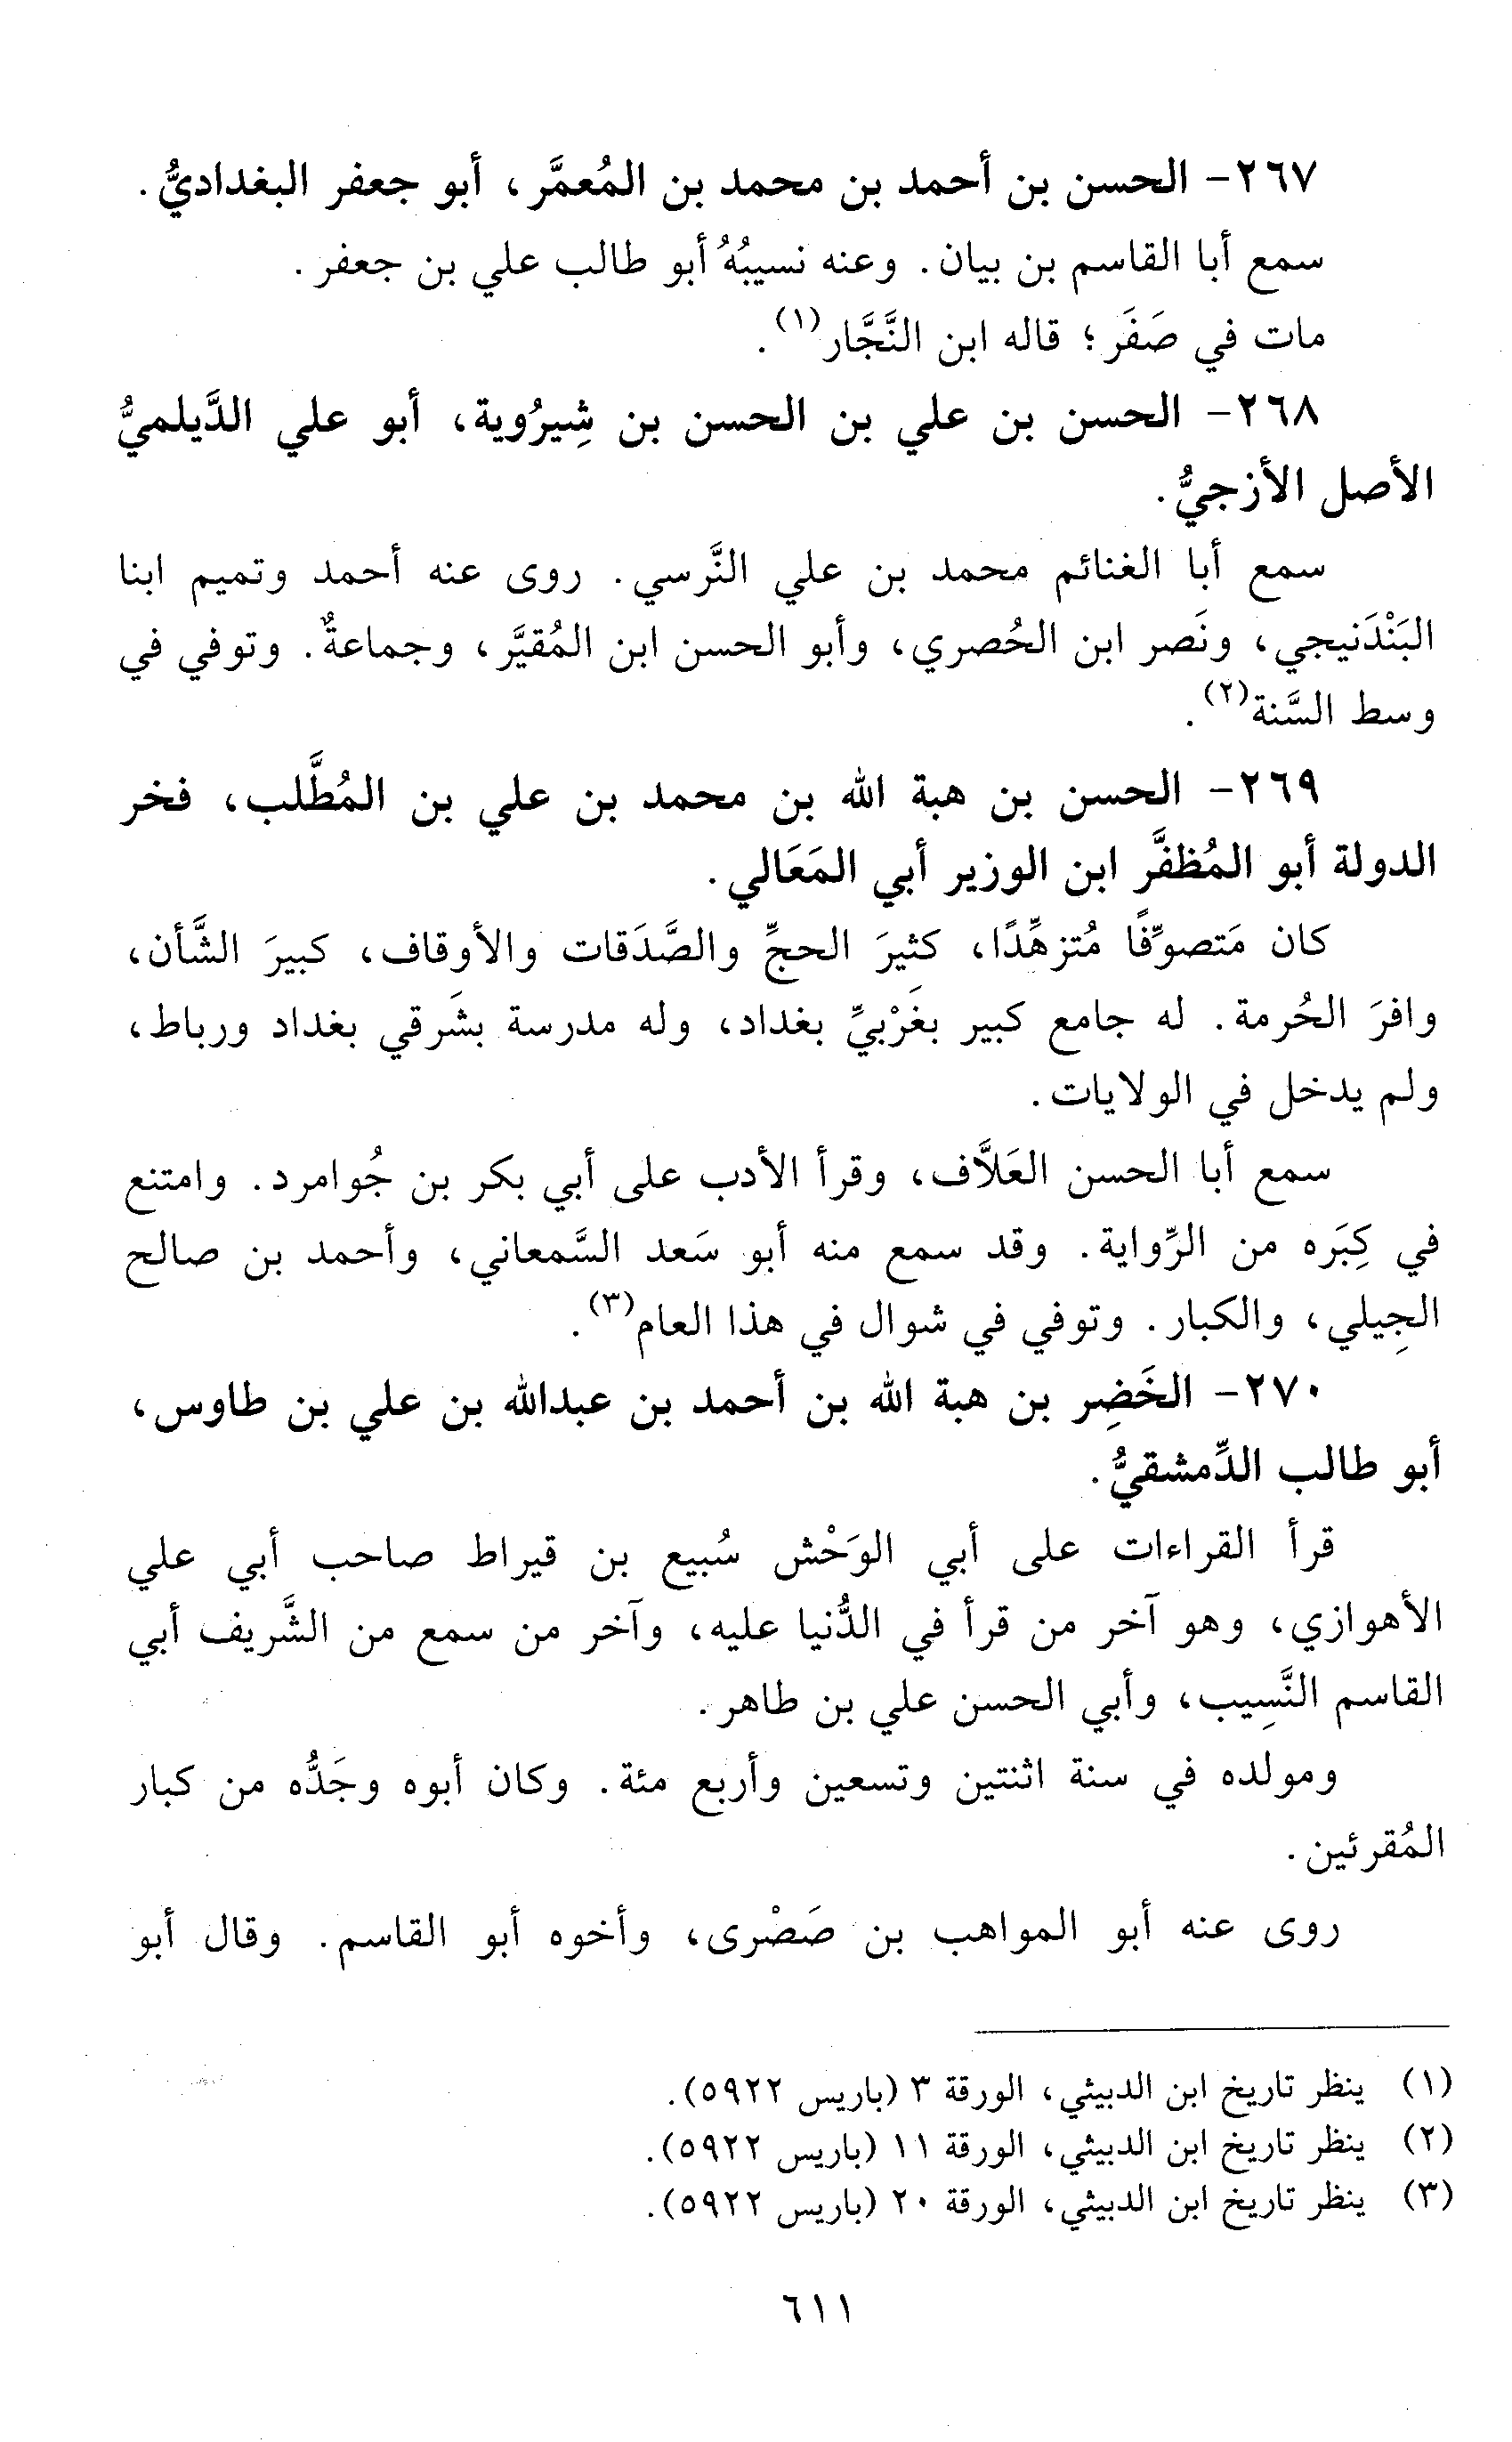 ٢٦٧- الحسن بن أحمد بن محمد بن المُعمَّر، أبو جعفر البغداديُّ.
سمع أبا القاسم بن بيان. وعنه نسيبُهُ أبو طالب علي بن جعفر.
مات في صَفَر؛ قاله ابن النَّجَّار(١).
٢٦٨- الحسن بن علي بن الحسن بن شِيرُوية، أبو علي الدَّيلميُّ
الأصل الأزجيُّ.
سمع أبا الغنائم محمد بن علي النَّرسي. روى عنه أحمد وتميم ابنا
البَنْدَنيجي، ونَصر ابن الحُصري، وأبو الحسن ابن المُقيَّر، وجماعةٌ. وتوفي في
وسط السَّنة(٢).
٢٦٩- الحسن بن هبة الله بن محمد بن علي بن المُطَّلب، فخر
الدولة أبو المُظفَّر ابن الوزير أبي المَعَالي.
كان مَتصوِّفًا مُتزهِّدًا، كثيرَ الحجِّ والصَّدَقات والأوقاف، كبيرَ الشَّأن،
وافرَ الحُرمة. له جامع كبير بغَرْبيِّ بغداد، وله مدرسة بشَرقي بغداد ورباط،
ولم يدخل في الولايات.
سمع أبا الحسن العَلاَّف، وقرأ الأدب على أبي بكر بن جُوامرد. وامتنع
في كِبَره من الرِّواية. وقد سمع منه أبو سَعد السَّمعاني، وأحمد بن صالح
الجِيلي، والكبار. وتوفي في شوال في هذا العام(٣).
٢٧٠- الخَضِر بن هبة الله بن أحمد بن عبدالله بن علي بن طاوس،
أبو طالب الدِّمشقيُّ.
قرأ القراءات على أبي الوَحْش سُبيع بن قيراط صاحب أبي علي
الأهوازي، وهو آخر من قرأ في الدُّنيا عليه، وآخر من سمع من الشَّريف أبي
القاسم النَّسِيب، وأبي الحسن علي بن طاهر.
ومولده في سنة اثنتين وتسعين وأربع مئة. وكان أبوه وجَدُّه من كبار
المُقرئين.
روى عنه أبو المواهب بن صَصْرى، وأخوه أبو القاسم. وقال أبو
(١) ينظر تاريخ ابن الدبيثي، الورقة ٣ (باريس ٥٩٢٢).
(٢) ينظر تاريخ ابن الدبيثي، الورقة ١١ (باريس ٥٩٢٢).
(٣) ينظر تاريخ ابن الدبيثي، الورقة ٢٠ (باريس ٥٩٢٢).
٦١١